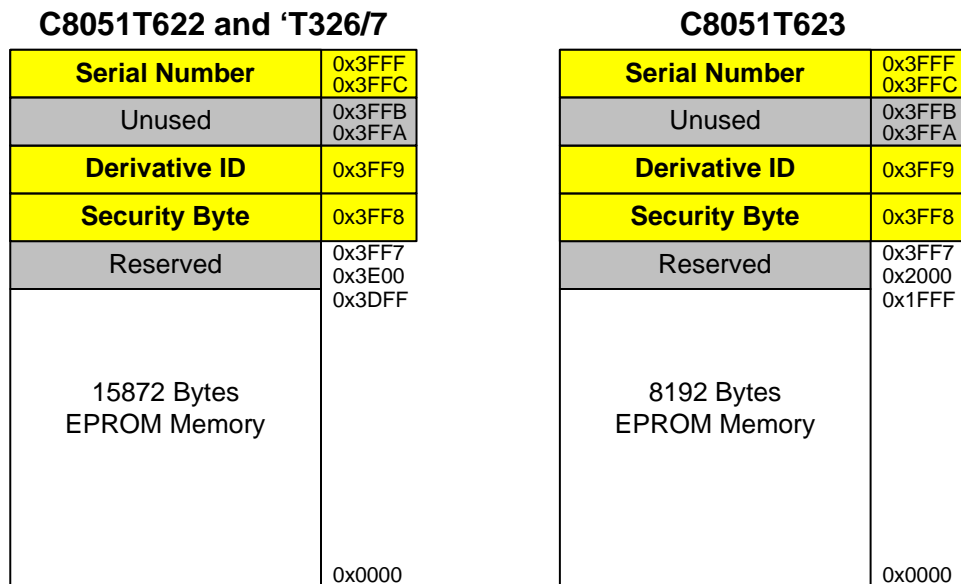 C8051T622 and ‘T326/7
Serial Number
0x3FFF
0x3FFC
Unused
0x3FFB
0x3FFA
Derivative ID
0x3FF9
Security Byte
0x3FF8
Reserved
0x3FF7
0x3E00
0x3DFF
15872 Bytes
EPROM Memory
0x0000
C8051T623
Serial Number
0x3FFF
0x3FFC
Unused
0x3FFB
0x3FFA
Derivative ID
0x3FF9
Security Byte
0x3FF8
Reserved
0x3FF7
0x2000
0x1FFF
8192 Bytes
EPROM Memory
0x0000